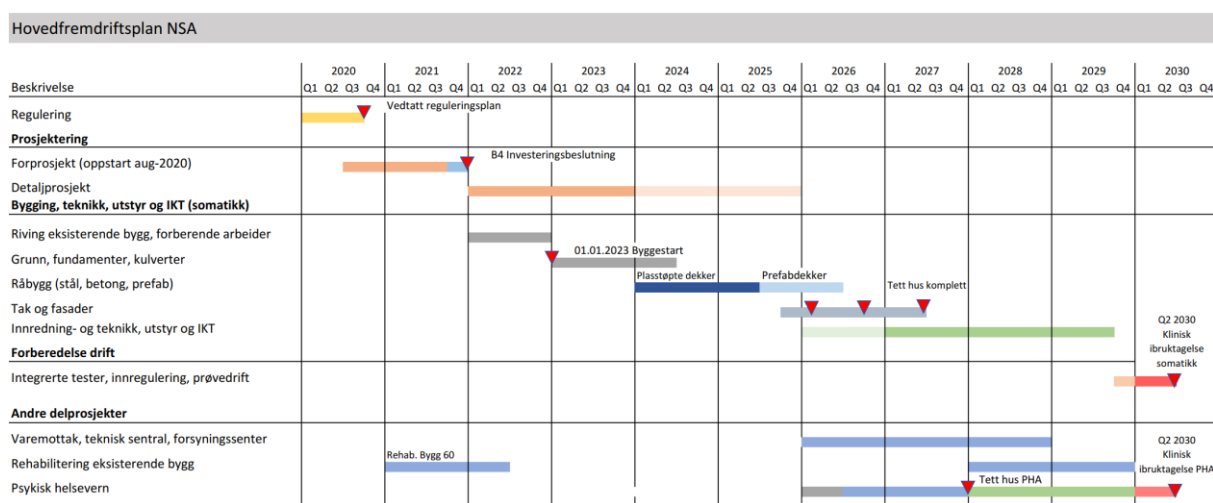 Hovedfremdriftsplan NSA
2020 2021 2022 2023 2024 2025 2026 2027 2028 2029 2030
Beskrivelse Q1 Q2 Q3 Q4 Q1 Q2 Q3 Q4 Q1 Q2 Q3 Q4 Q1 Q2 Q3 Q4 Q1 Q2 Q3 Q4 Q1 Q2 Q3 Q4 Q1 Q2 Q3 Q4 Q1 Q2 Q3 Q4 Q1 Q2 Q3 Q4 Q1 Q2 Q3 Q4 Q1 Q2 Q3 Q4
Regulering Vedtatt reguleringsplan
Prosjektering
Forprosjekt (oppstart aug-2020) B4 Investeringsbeslutning
Detaljprosjekt
Bygging, teknikk, utstyr og IKT (somatikk)
Riving eksisterende bygg, forberende arbeider
Grunn, fundamenter, kulverter 01.01.2023 Byggestart
Råbygg (stål, betong, prefab) Plasstøpte dekker Prefabdekker
Tak og fasader Tett hus komplett
Innredning- og teknikk, utstyr og IKT
Forberedelse drift
Q2 2030
Klinisk
ibruktagelse
somatikk
Integrerte tester, innregulering, prøvedrift
Andre delprosjekter
Varemottak, teknisk sentral, forsyningssenter
Rehabilitering eksisterende bygg Rehab. Bygg 60
Q2 2030
Klinisk
ibruktagelse PHA
Psykisk helsevern Tett hus PHA